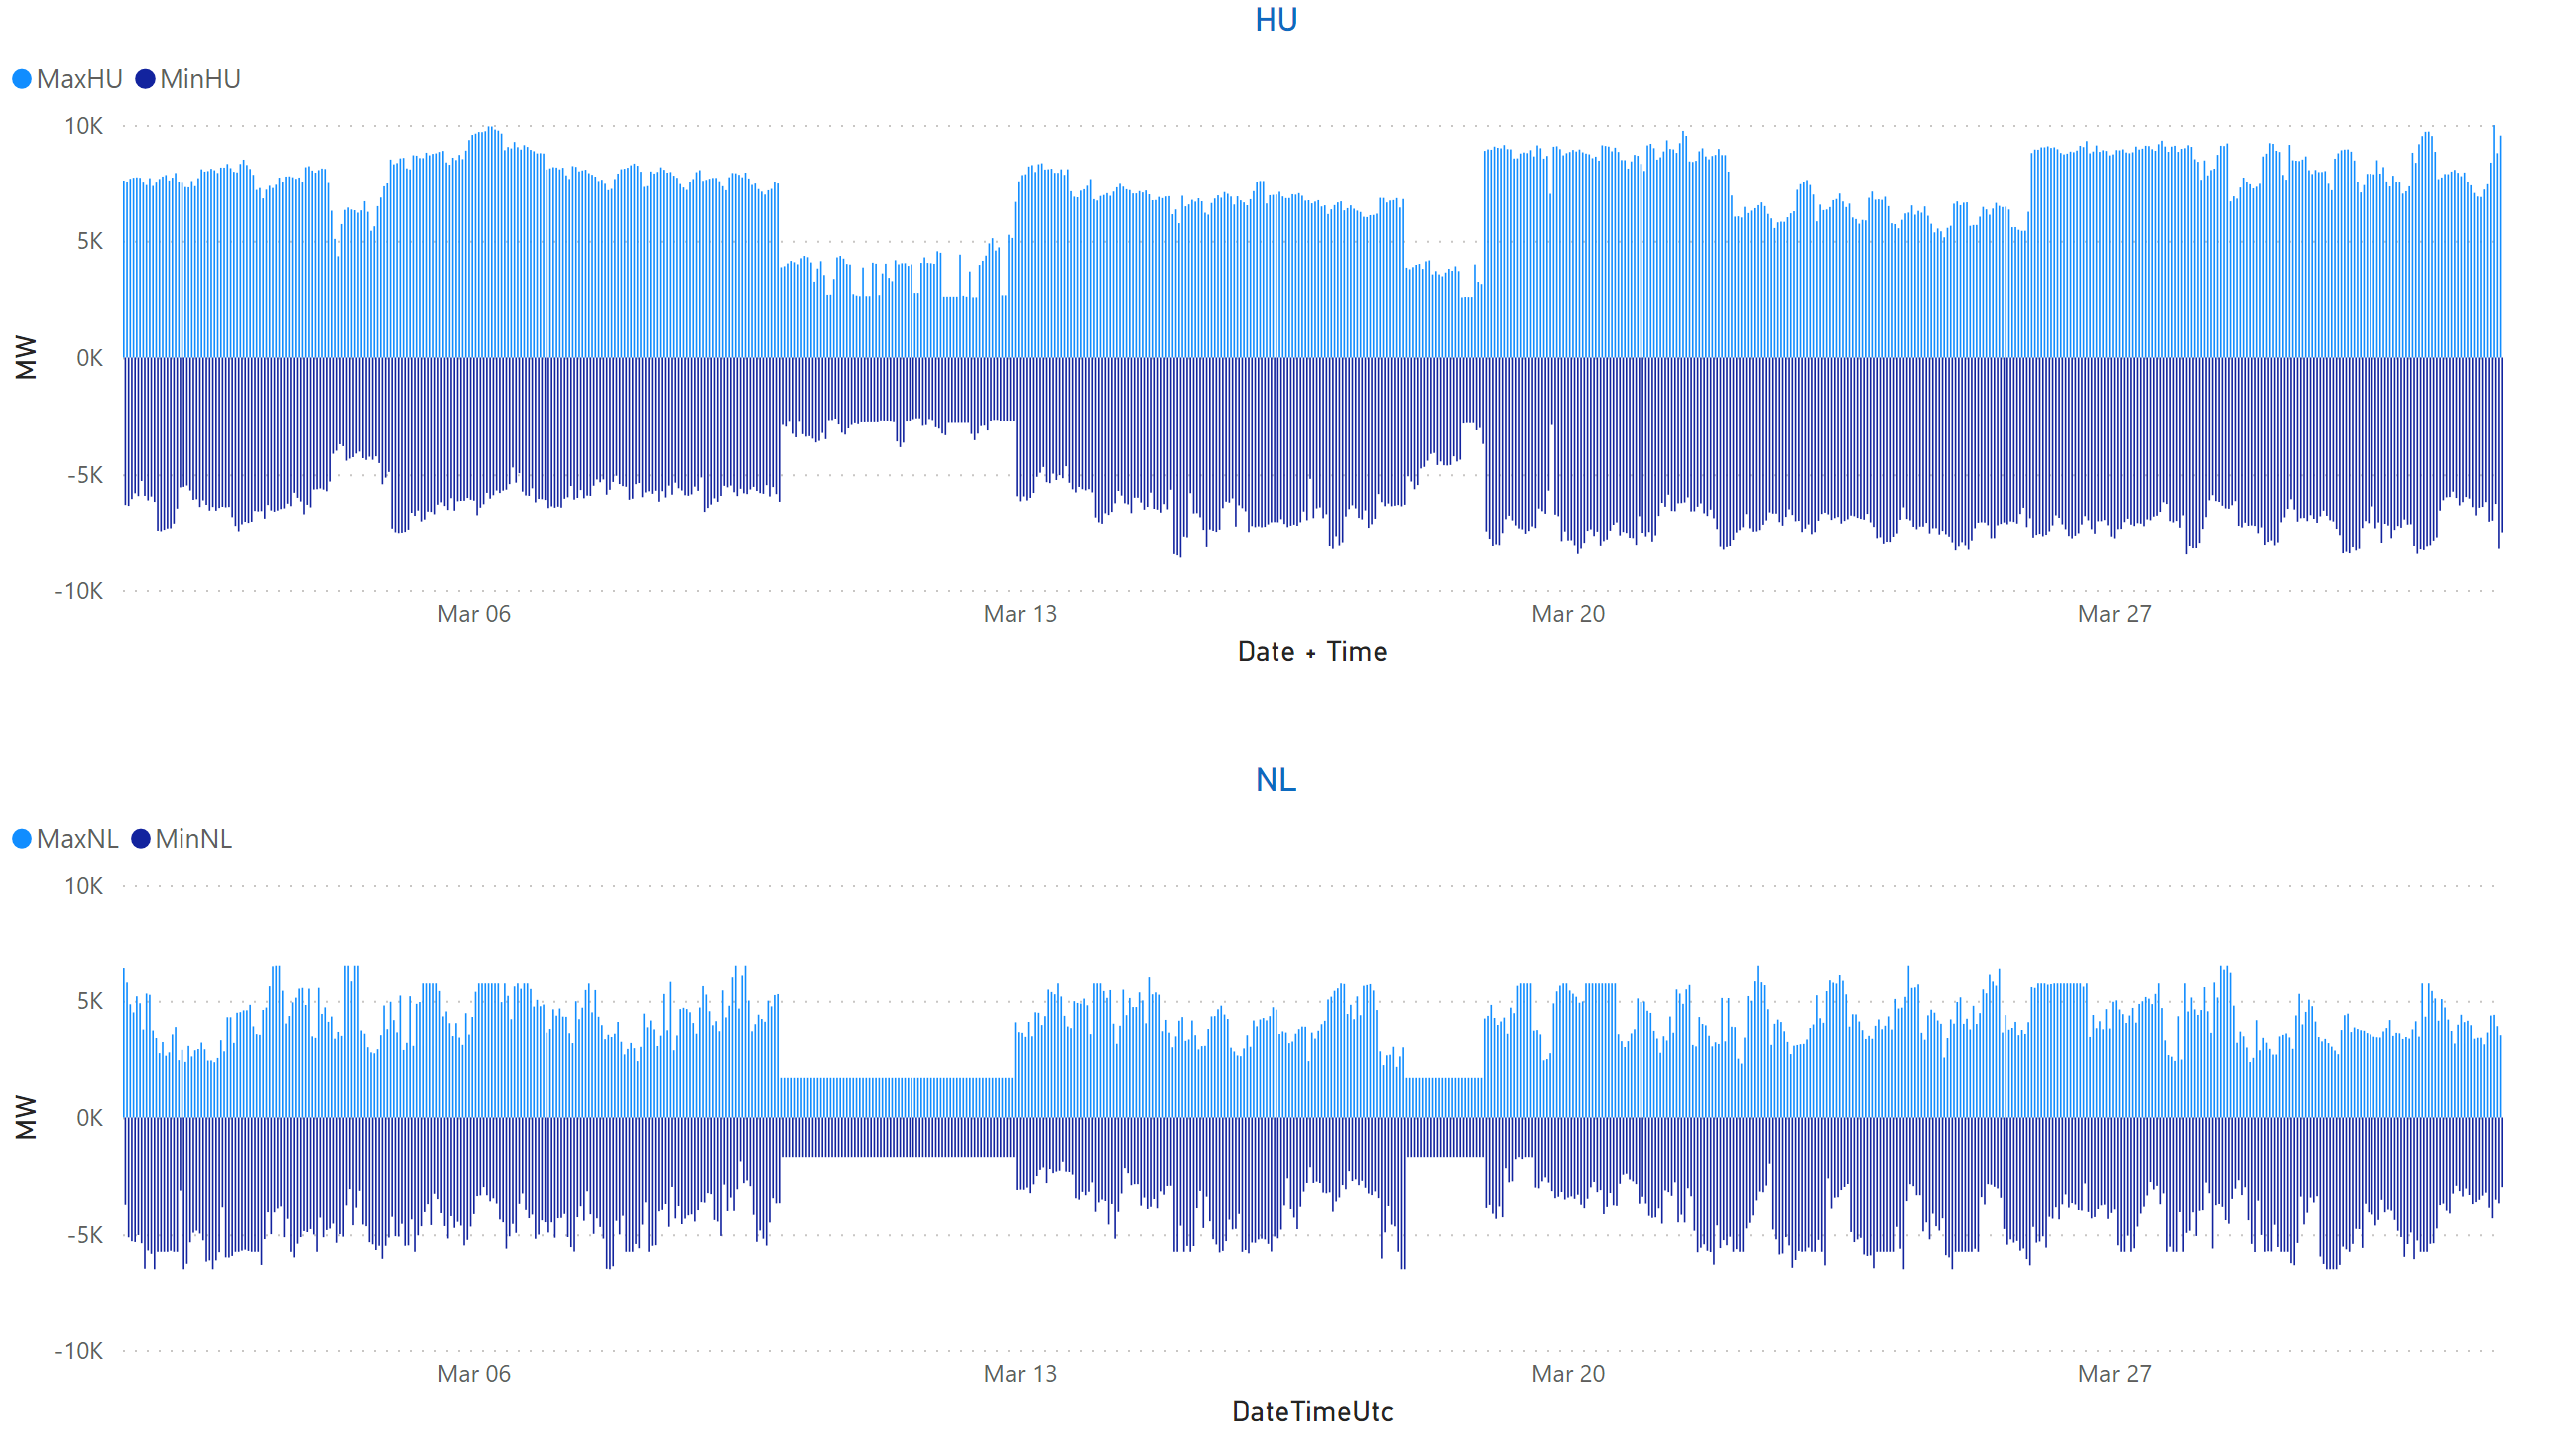 HU
MaxHU MinHU
10K
5K
0K
-5K
-10K
MW
Mar 06 Mar 13 Mar 20 Mar 27
Date + Time
NL
MaxNL MinNL
10K
5K
0K
-5K
-10K
MW
Mar 06 Mar 13 Mar 20 Mar 27
DateTimeUtc